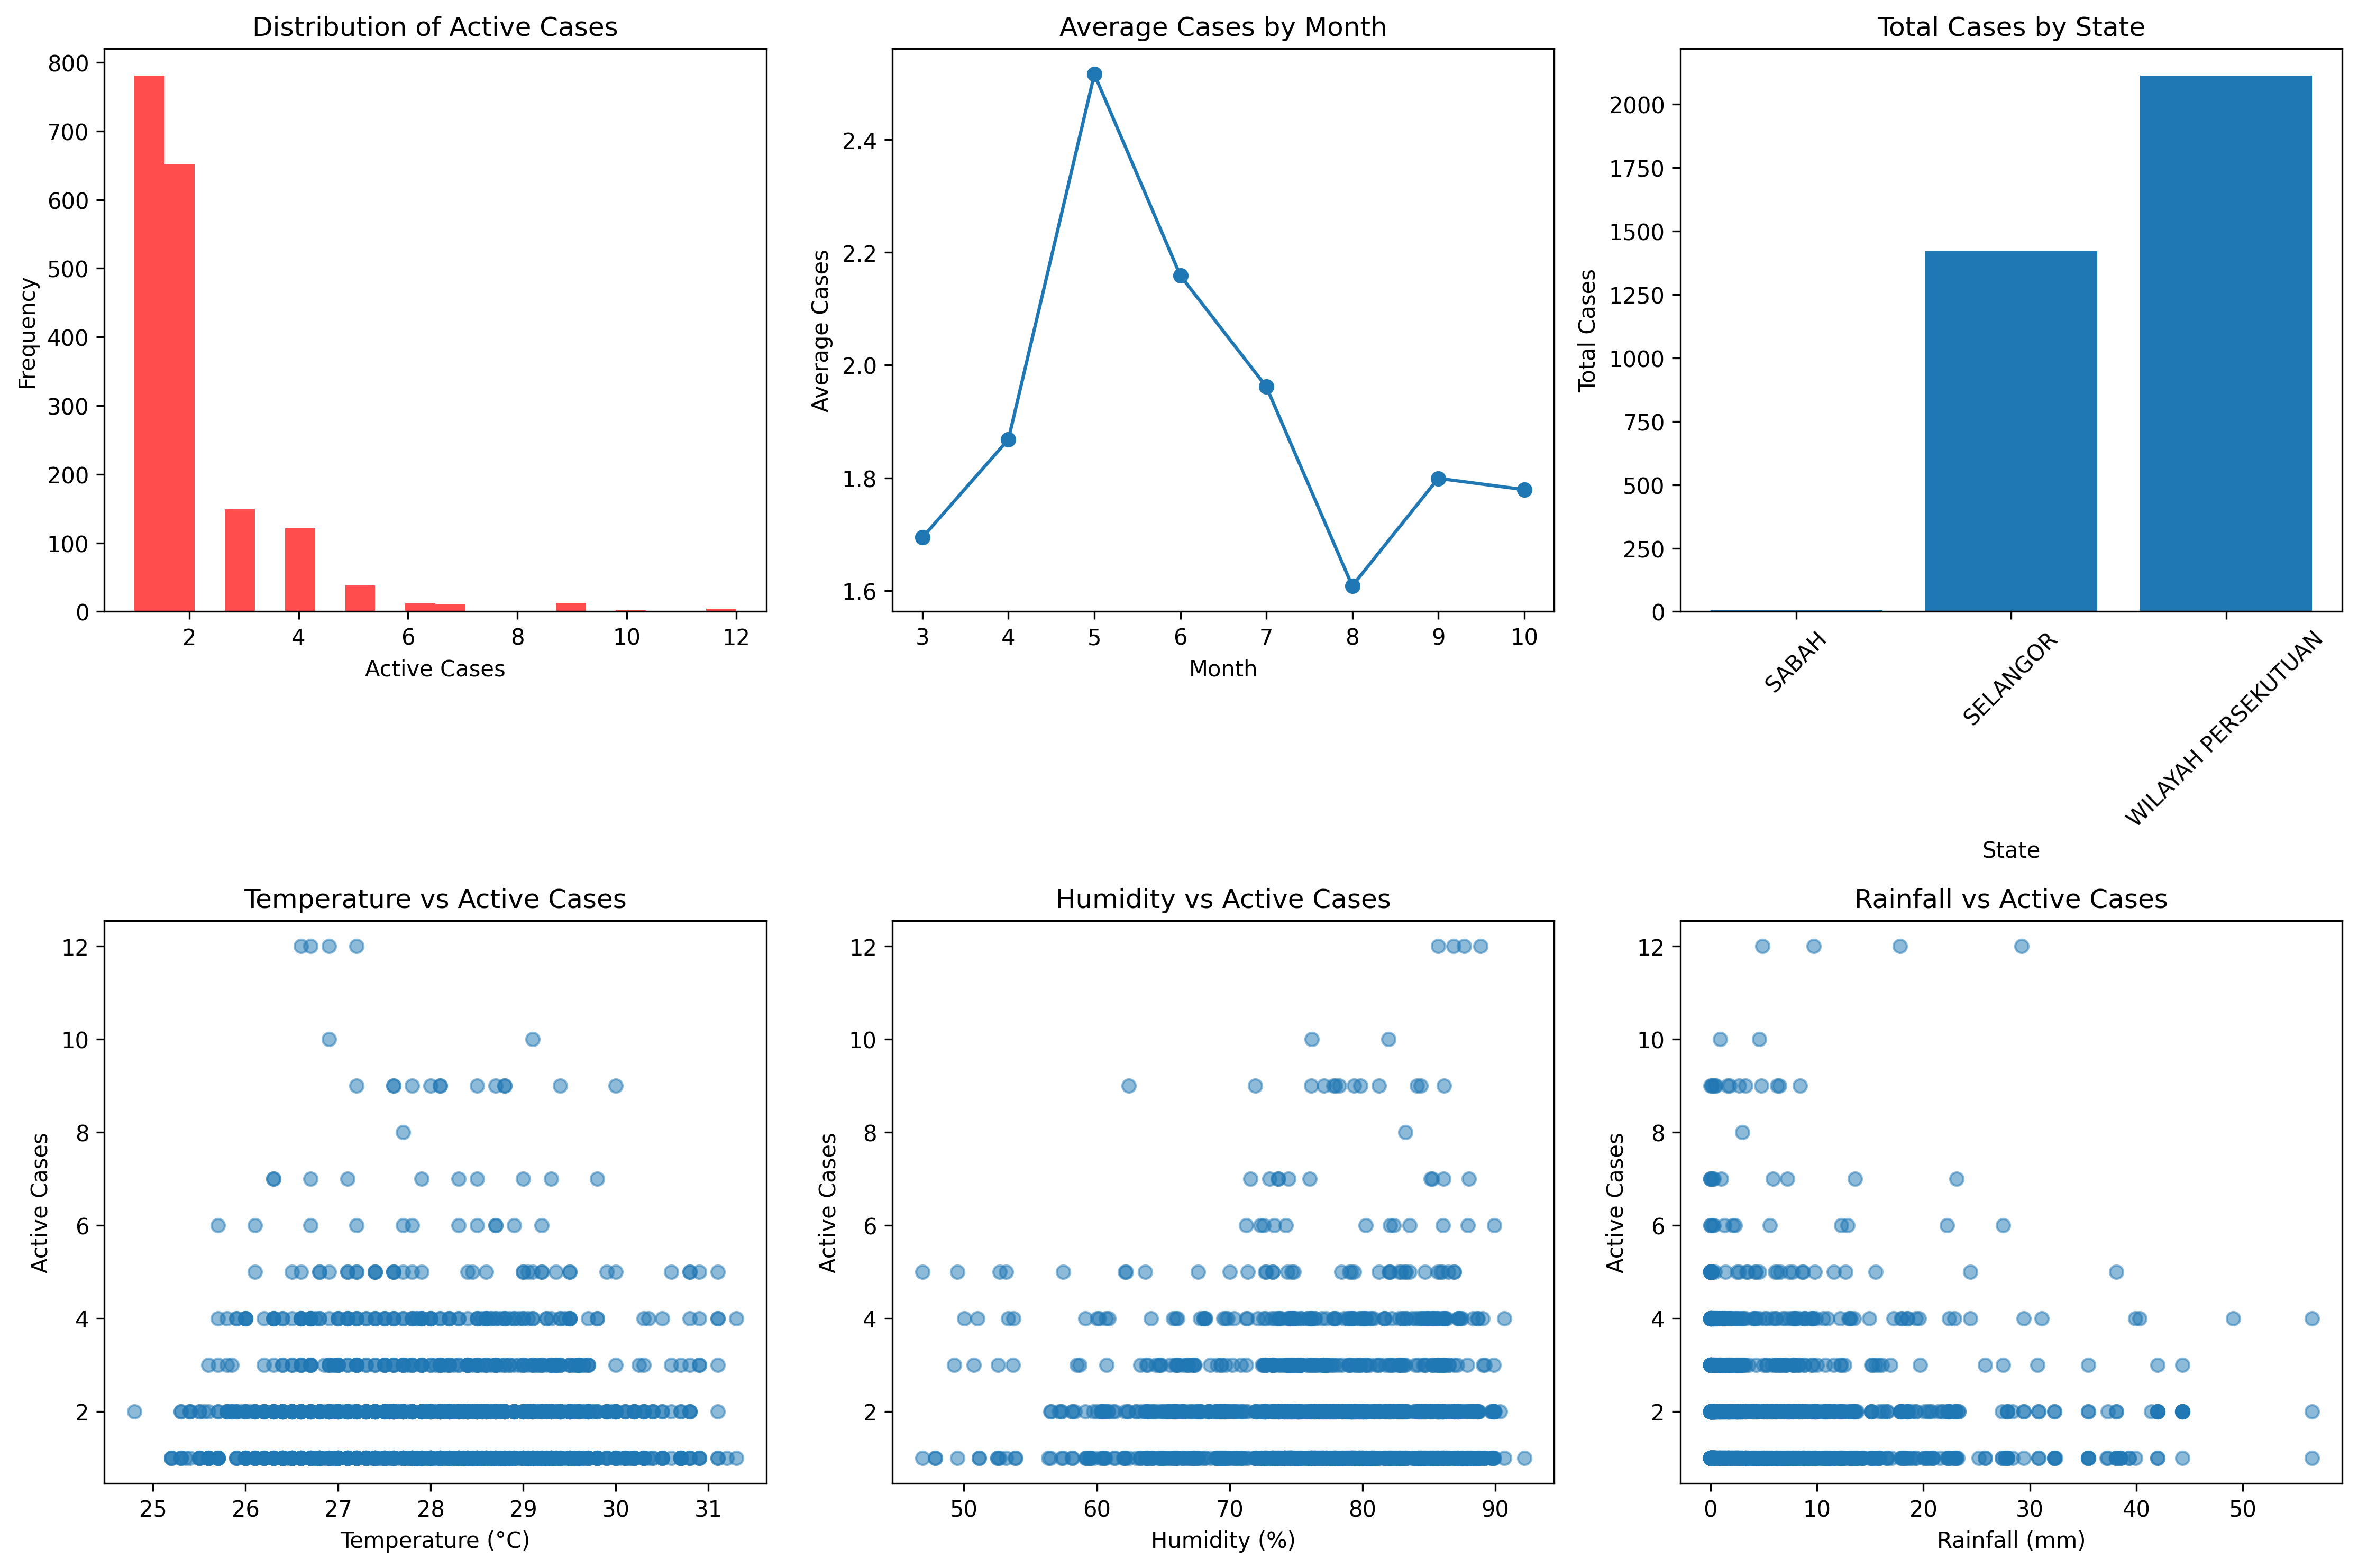 Distribution of Active Cases
800
700
600
500
400
300
200
100
0
Frequency
2 4 6 8 10 12
Active Cases
Average Cases by Month
2.4
2.2
2.0
1.8
1.6
Average Cases
3 4 5 6 7 8 9 10
Month
Total Cases by State
2000
1750
1500
1250
1000
750
500
250
0
Total Cases
SABAH
SELANGOR
WILAYAH PERSEKUTUAN
State
Temperature vs Active Cases
12
10
8
6
4
2
Active Cases
25 26 27 28 29 30 31
Temperature (°C)
Humidity vs Active Cases
12
10
8
6
4
2
Active Cases
50 60 70 80 90
Humidity (%)
Rainfall vs Active Cases
12
10
8
6
4
2
Active Cases
0 10 20 30 40 50
Rainfall (mm)